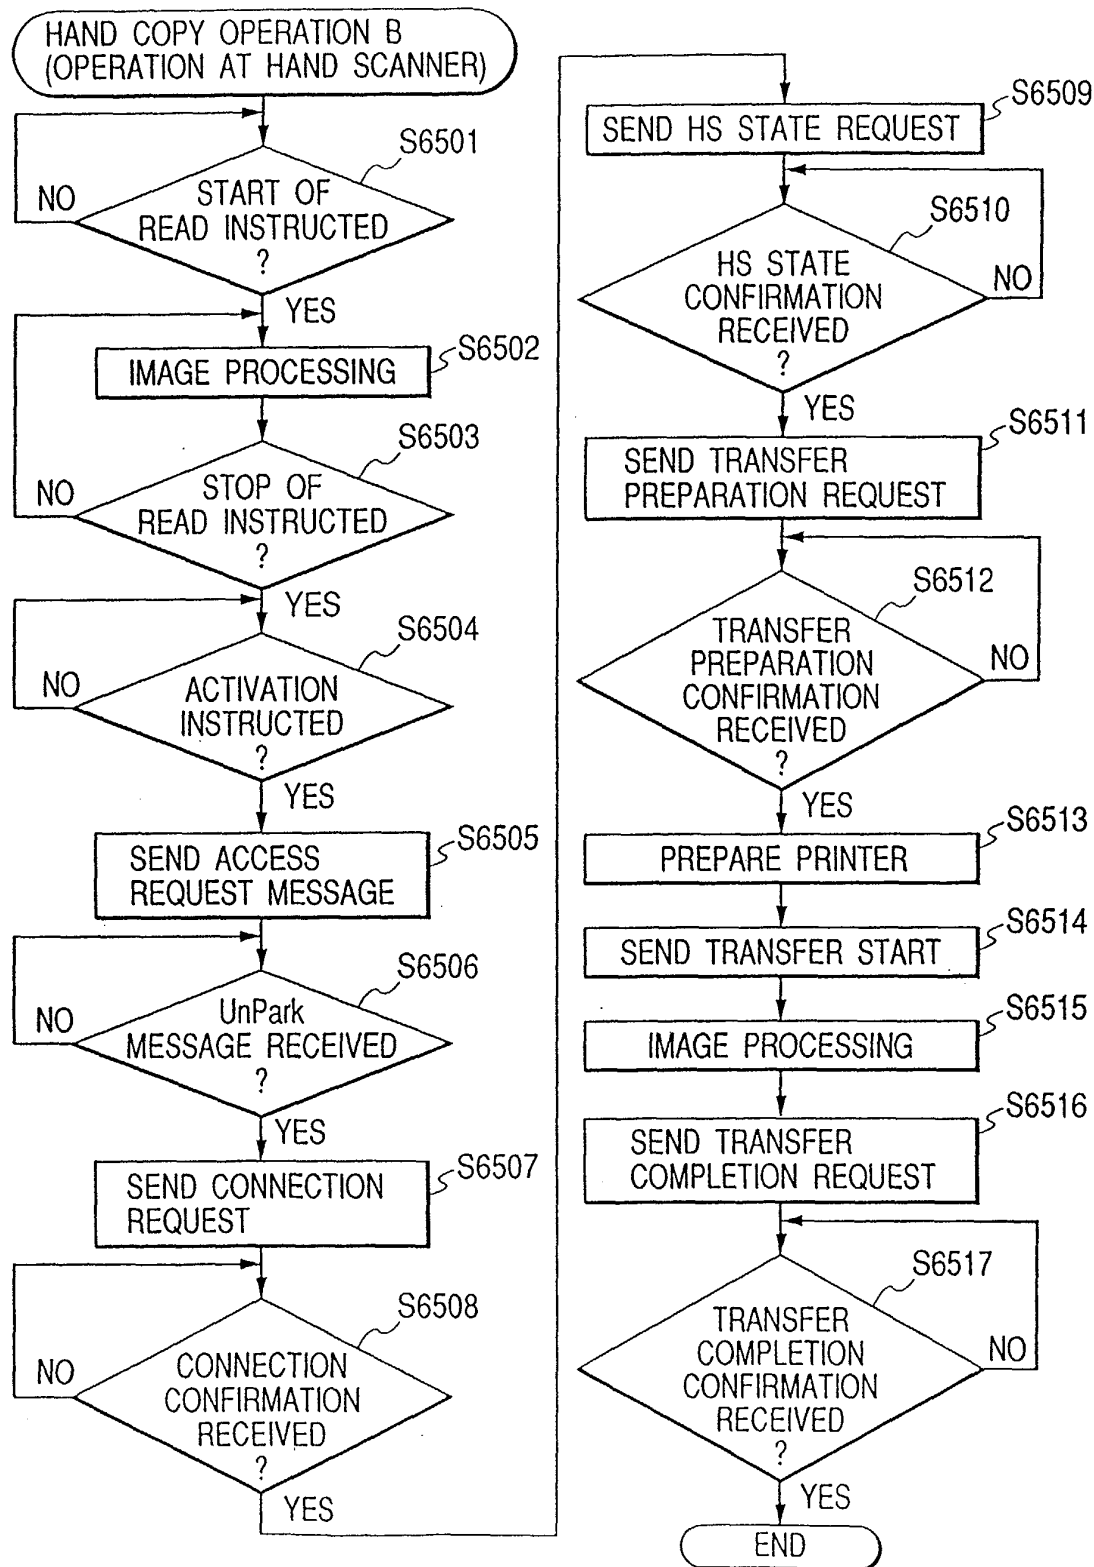 HAND COPY OPERATION B
(OPERATION AT HAND SCANNER)
S6501
START OF
READ INSTRUCTED
?
NO
YES
S6502
IMAGE PROCESSING
S6503
STOP OF
READ INSTRUCTED
?
NO
YES
S6504
ACTIVATION
INSTRUCTED
?
NO
YES
S6505
SEND ACCESS
REQUEST MESSAGE
S6506
UnPark
MESSAGE RECEIVED
?
NO
YES
S6507
SEND CONNECTION
REQUEST
S6508
CONNECTION
CONFIRMATION
RECEIVED
?
NO
YES
S6509
SEND HS STATE REQUEST
S6510
HS STATE
CONFIRMATION
RECEIVED
?
NO
YES
S6511
SEND TRANSFER
PREPARATION REQUEST
S6512
TRANSFER
PREPARATION
CONFIRMATION
RECEIVED
?
NO
YES
S6513
PREPARE PRINTER
S6514
SEND TRANSFER START
S6515
IMAGE PROCESSING
S6516
SEND TRANSFER
COMPLETION REQUEST
S6517
TRANSFER
COMPLETION
CONFIRMATION
RECEIVED
?
NO
YES
END